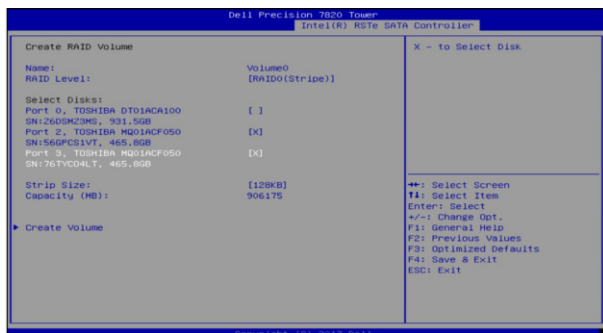 Dell Precision 7820 Tower
Intel(R) RSTe SATA Controller
Create RAID Volume
X - to Select Disk
Name: Volume0
RAID Level: [RAID0(Stripe)]
Select Disks:
Port 0, TOSHIBA DT01ACA100 [ ]
SN:Z6DSMZ3MS, 931.5GB
Port 2, TOSHIBA MQ01ACF050 [X]
SN:56GPCS1VT, 465.8GB
Port 3, TOSHIBA MQ01ACF050 [X]
SN:76TYC04LT, 465.8GB
Strip Size: [128KB]
Capacity (MB): 906175
Create Volume
→←: Select Screen
↑↓: Select Item
Enter: Select
+/-: Change Opt.
F1: General Help
F2: Previous Values
F3: Optimized Defaults
F4: Save & Exit
ESC: Exit